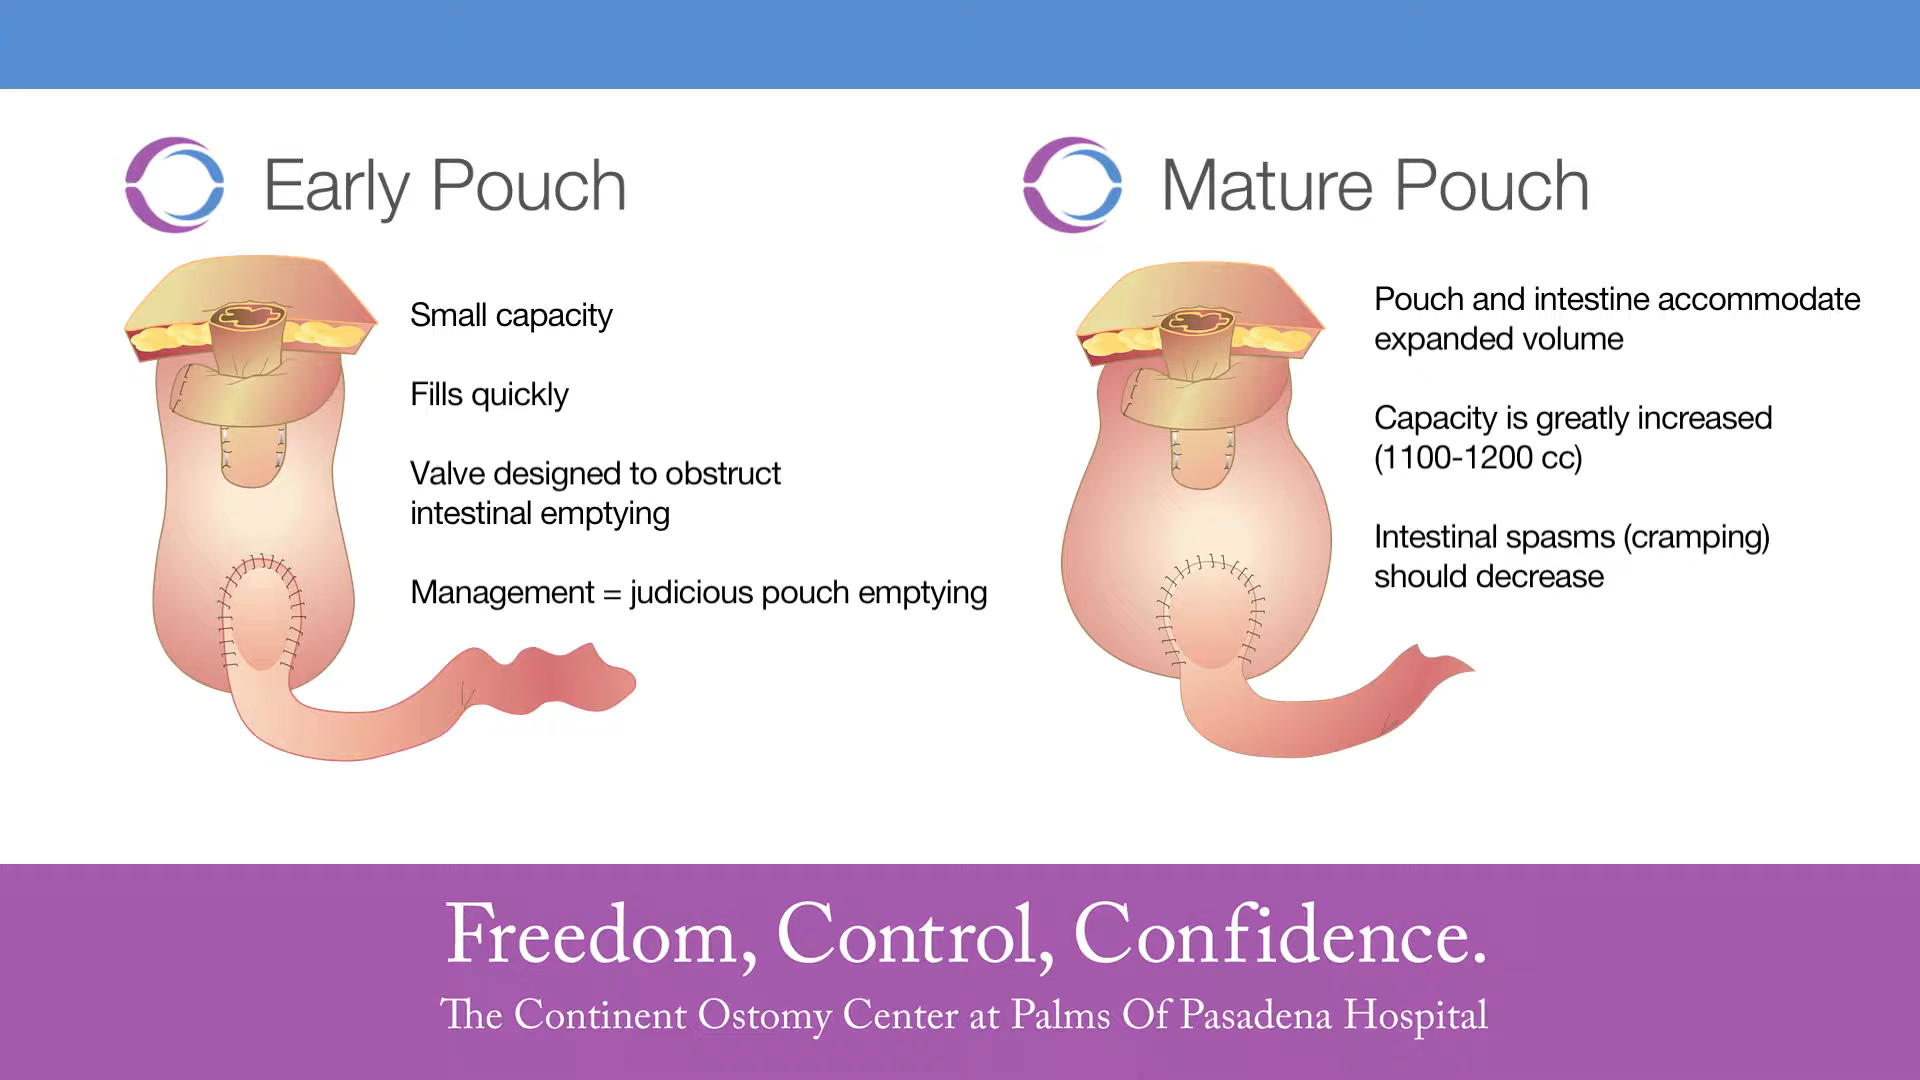 Early Pouch
Small capacity
Fills quickly
Valve designed to obstruct
intestinal emptying
Management = judicious pouch emptying
Mature Pouch
Pouch and intestine accommodate
expanded volume
Capacity is greatly increased
(1100-1200 cc)
Intestinal spasms (cramping)
should decrease
Freedom, Control, Confidence.
The Continent Ostomy Center at Palms Of Pasadena Hospital